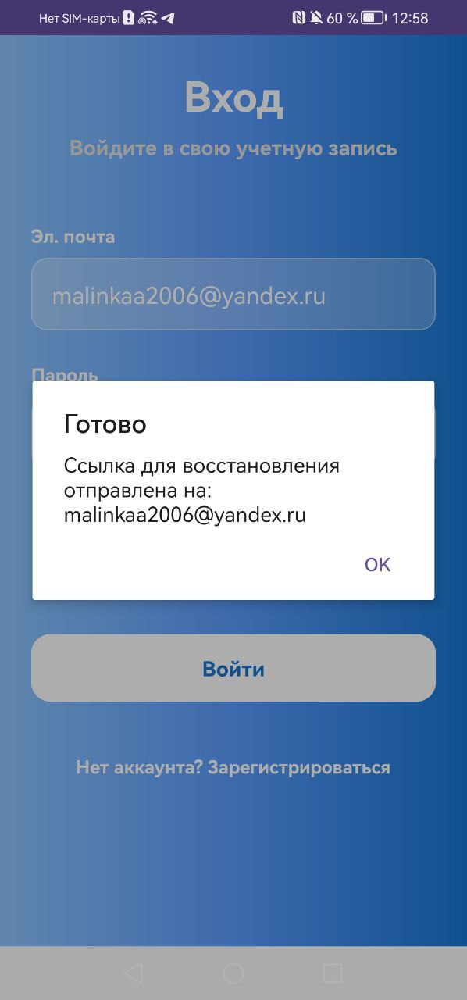 Нет SIM-карты 60 % 12:58
Вход
Войдите в свою учетную запись
Эл. почта
malinkaa2006@yandex.ru
Пароль
Готово
Ссылка для восстановления
отправлена на:
malinkaa2006@yandex.ru
OK
Войти
Нет аккаунта? Зарегистрироваться